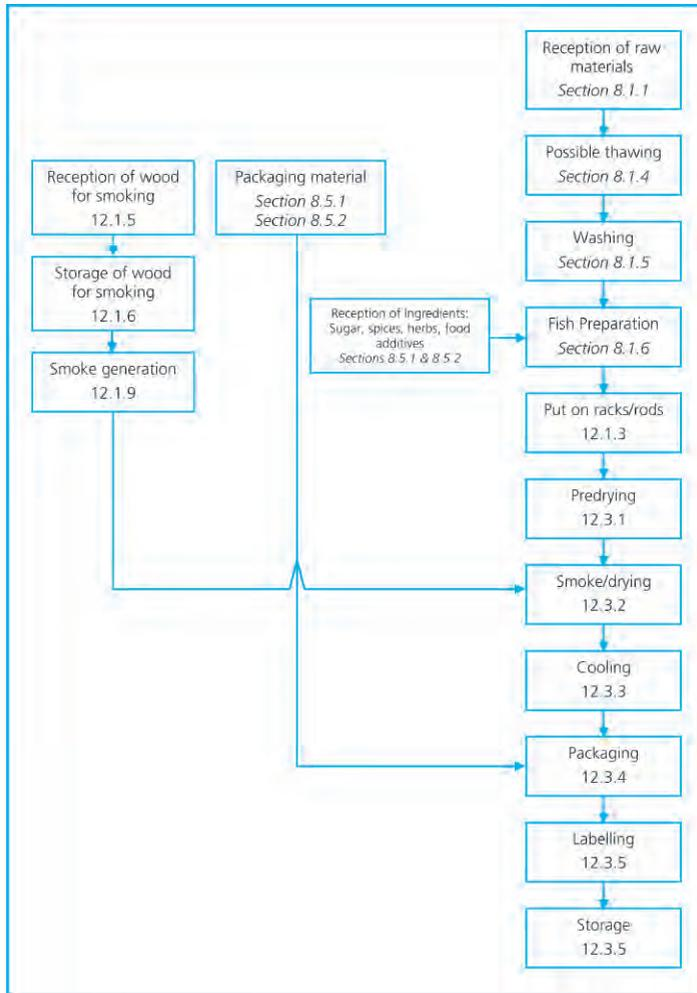 Reception of raw
materials
Section 8.1.1
Possible thawing
Section 8.1.4
Reception of wood
for smoking
12.1.5
Packaging material
Section 8.5.1
Section 8.5.2
Washing
Section 8.1.5
Storage of wood
for smoking
12.1.6
Reception of Ingredients:
Sugar, spices, herbs, food
additives
Sections 8.5.1 & 8.5.2
Fish Preparation
Section 8.1.6
Smoke generation
12.1.9
Put on racks/rods
12.1.3
Predrying
12.3.1
Smoke/drying
12.3.2
Cooling
12.3.3
Packaging
12.3.4
Labelling
12.3.5
Storage
12.3.5